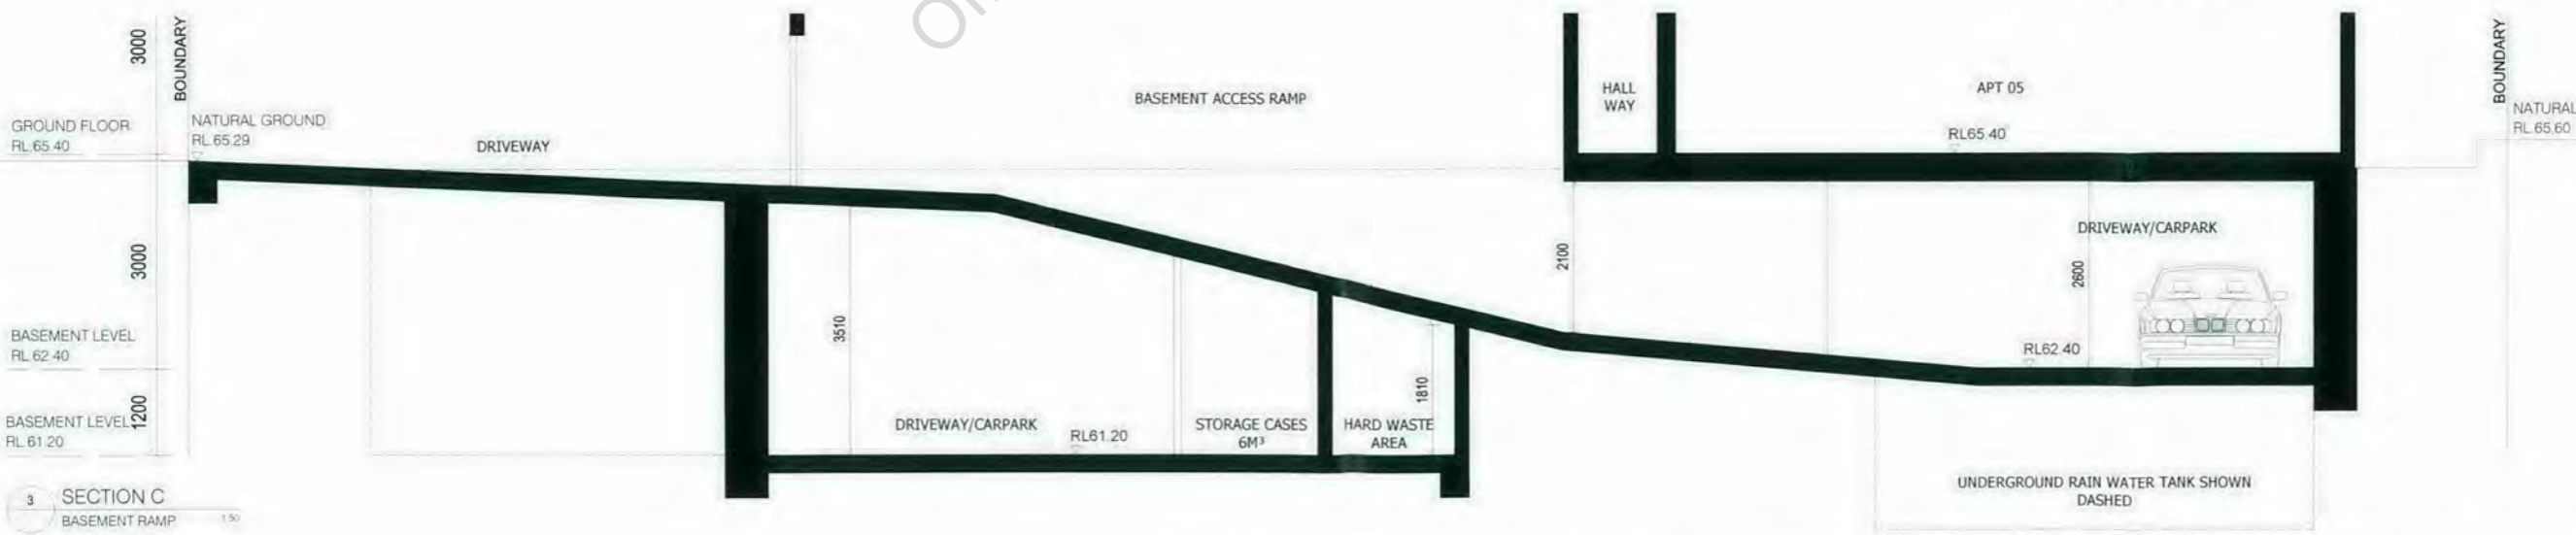 3000
BOUNDARY
GROUND FLOOR
RL.65.40
NATURAL GROUND
RL.65.29
DRIVEWAY
BASEMENT ACCESS RAMP
HALL
WAY
APT 05
RL65.40
BOUNDARY
NATURAL
RL.65.60
3000
3510
2100
DRIVEWAY/CARPARK
2600
RL62.40
BASEMENT LEVEL
RL.62.40
1200
BASEMENT LEVEL
RL.61.20
DRIVEWAY/CARPARK
RL61.20
STORAGE CASES
6M³
HARD WASTE
AREA
1810
UNDERGROUND RAIN WATER TANK SHOWN
DASHED
3
SECTION C
BASEMENT RAMP
1:50